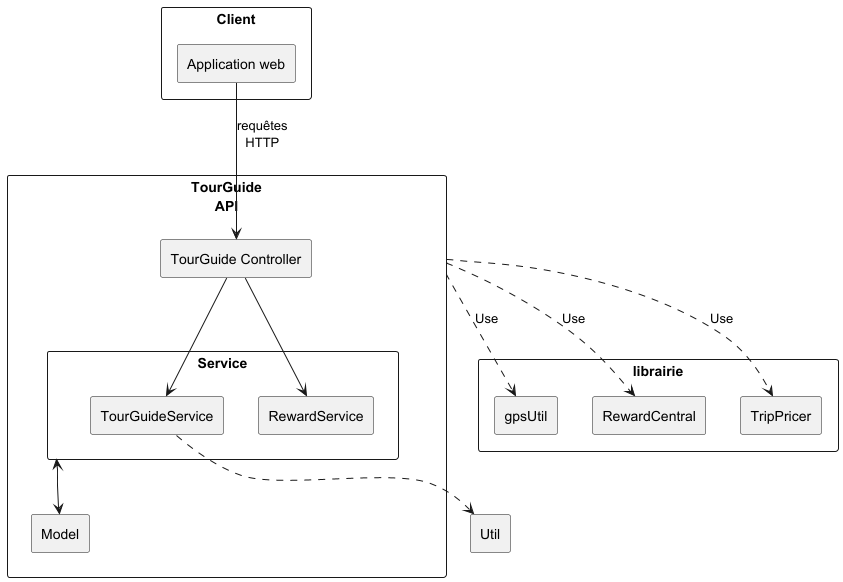 Client
Application web
requêtes
HTTP
TourGuide
API
TourGuide Controller
Use
Use
Use
Service
librairie
TourGuideService
RewardService
gpsUtil
RewardCentral
TripPricer
Model
Util